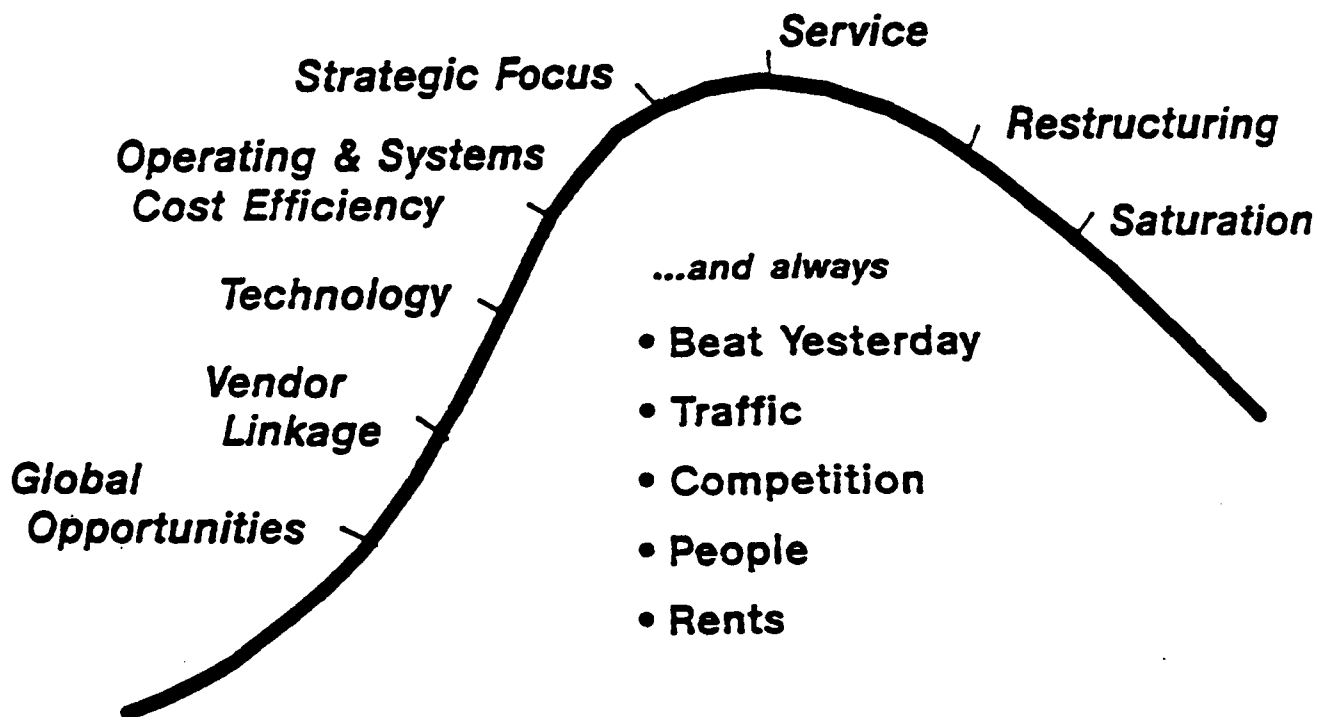 Service
Strategic Focus
Restructuring
Operating & Systems
Cost Efficiency
Saturation
...and always
Technology
• Beat Yesterday
Vendor
Linkage
• Traffic
Global
Opportunities
• Competition
• People
• Rents